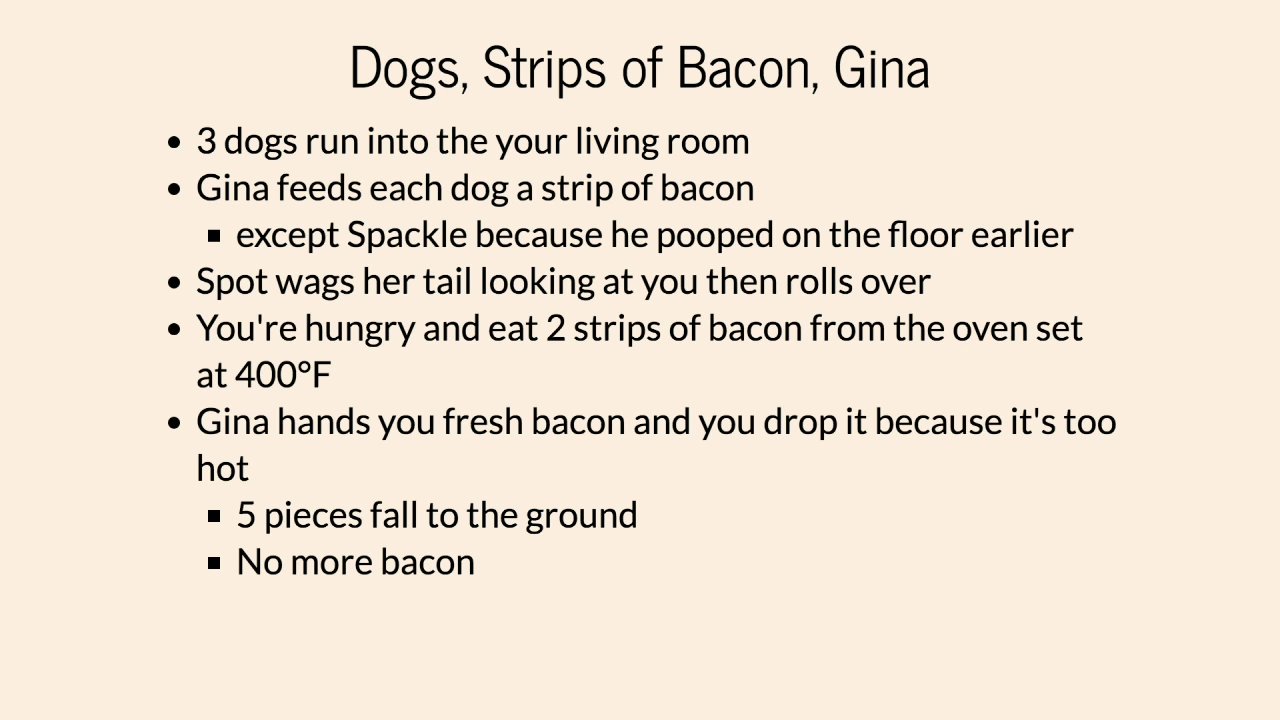 Dogs, Strips of Bacon, Gina
• 3 dogs run into the your living room
• Gina feeds each dog a strip of bacon
▪ except Spackle because he pooped on the floor earlier
• Spot wags her tail looking at you then rolls over
• You're hungry and eat 2 strips of bacon from the oven set
at 400°F
• Gina hands you fresh bacon and you drop it because it's too
hot
▪ 5 pieces fall to the ground
▪ No more bacon